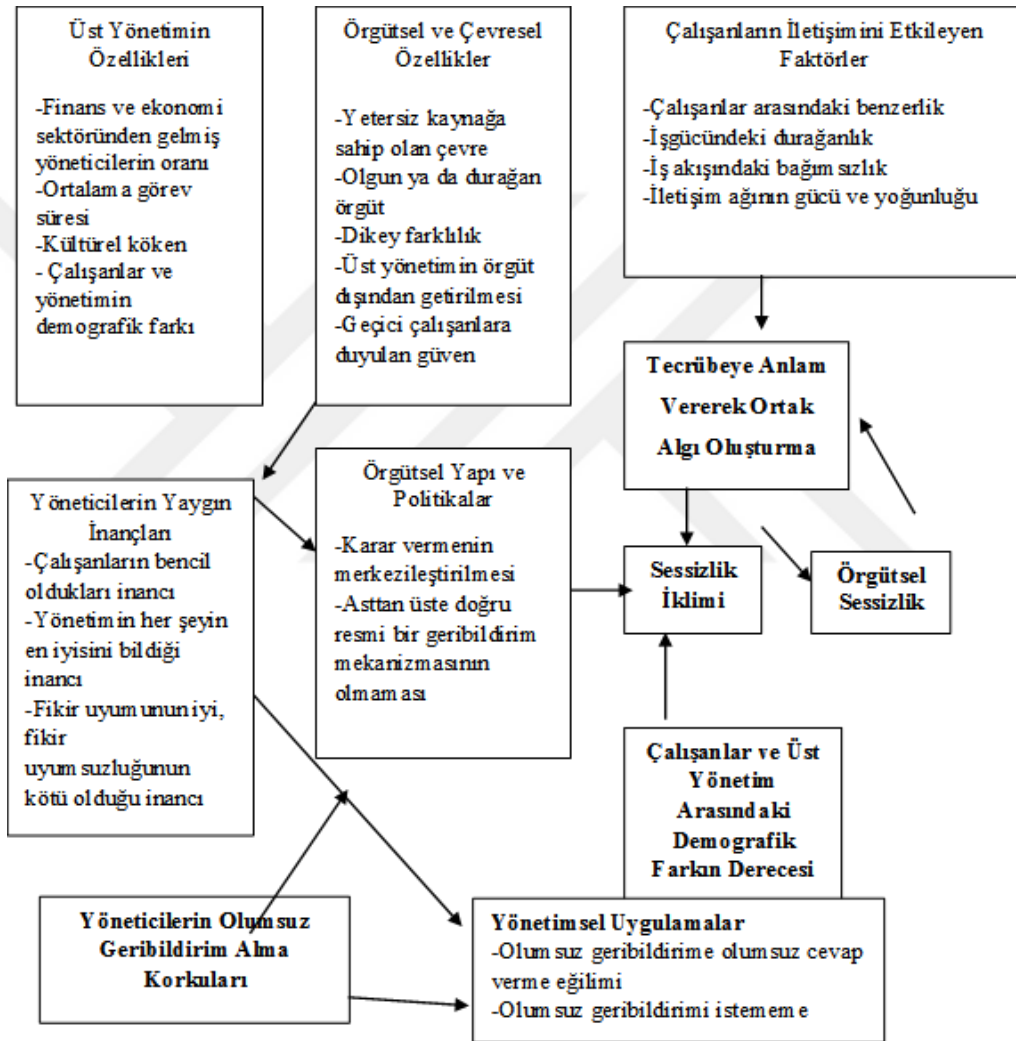 Üst Yönetimin
Özellikleri
-Finans ve ekonomi
sektöründen gelmiş
yöneticilerin oranı
-Ortalama görev
süresi
-Kültürel köken
- Çalışanlar ve
yönetimin
demografik farkı
Örgütsel ve Çevresel
Özellikler
-Yetersiz kaynağa
sahip olan çevre
-Olgun ya da durağan
örgüt
-Dikey farklılık
-Üst yönetimin örgüt
dışından getirilmesi
-Geçici çalışanlara
duyulan güven
Çalışanların İletişimini Etkileyen
Faktörler
-Çalışanlar arasındaki benzerlik
-İşgücündeki durağanlık
-İş akışındaki bağımsızlık
-İletişim ağının gücü ve yoğunluğu
Tecrübeye Anlam
Vererek Ortak
Algı Oluşturma
Yöneticilerin Yaygın
İnançları
-Çalışanların bencil
oldukları inancı
-Yönetimin her şeyin
en iyisini bildiği
inancı
-Fikir uyumunun iyi,
fikir
uyumsuzluğunun
kötü olduğu inancı
Örgütsel Yapı ve
Politikalar
-Karar vermenin
merkezileştirilmesi
-Asttan üste doğru
resmi bir geribildirim
mekanizmasının
olmaması
Sessizlik
İklimi
Örgütsel
Sessizlik
Çalışanlar ve Üst
Yönetim
Arasındaki
Demografik
Farkın Derecesi
Yöneticilerin Olumsuz
Geribildirim Alma
Korkuları
Yönetimsel Uygulamalar
-Olumsuz geribildirime olumsuz cevap
verme eğilimi
-Olumsuz geribildirimi istememe